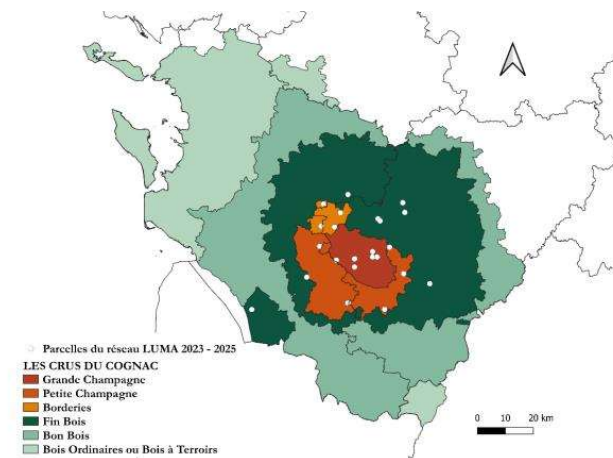 Parcelles du réseau LUMA 2023 - 2025
LES CRUS DU COGNAC
Grande Champagne
Petite Champagne
Borderies
Fin Bois
Bon Bois
Bois Ordinaires ou Bois à Terroirs
0 10 20 km